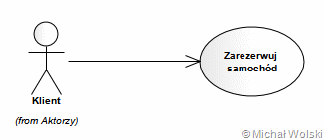 Zarezerwuj
samochód
Klient
(from Aktorzy)
© Michał Wolski